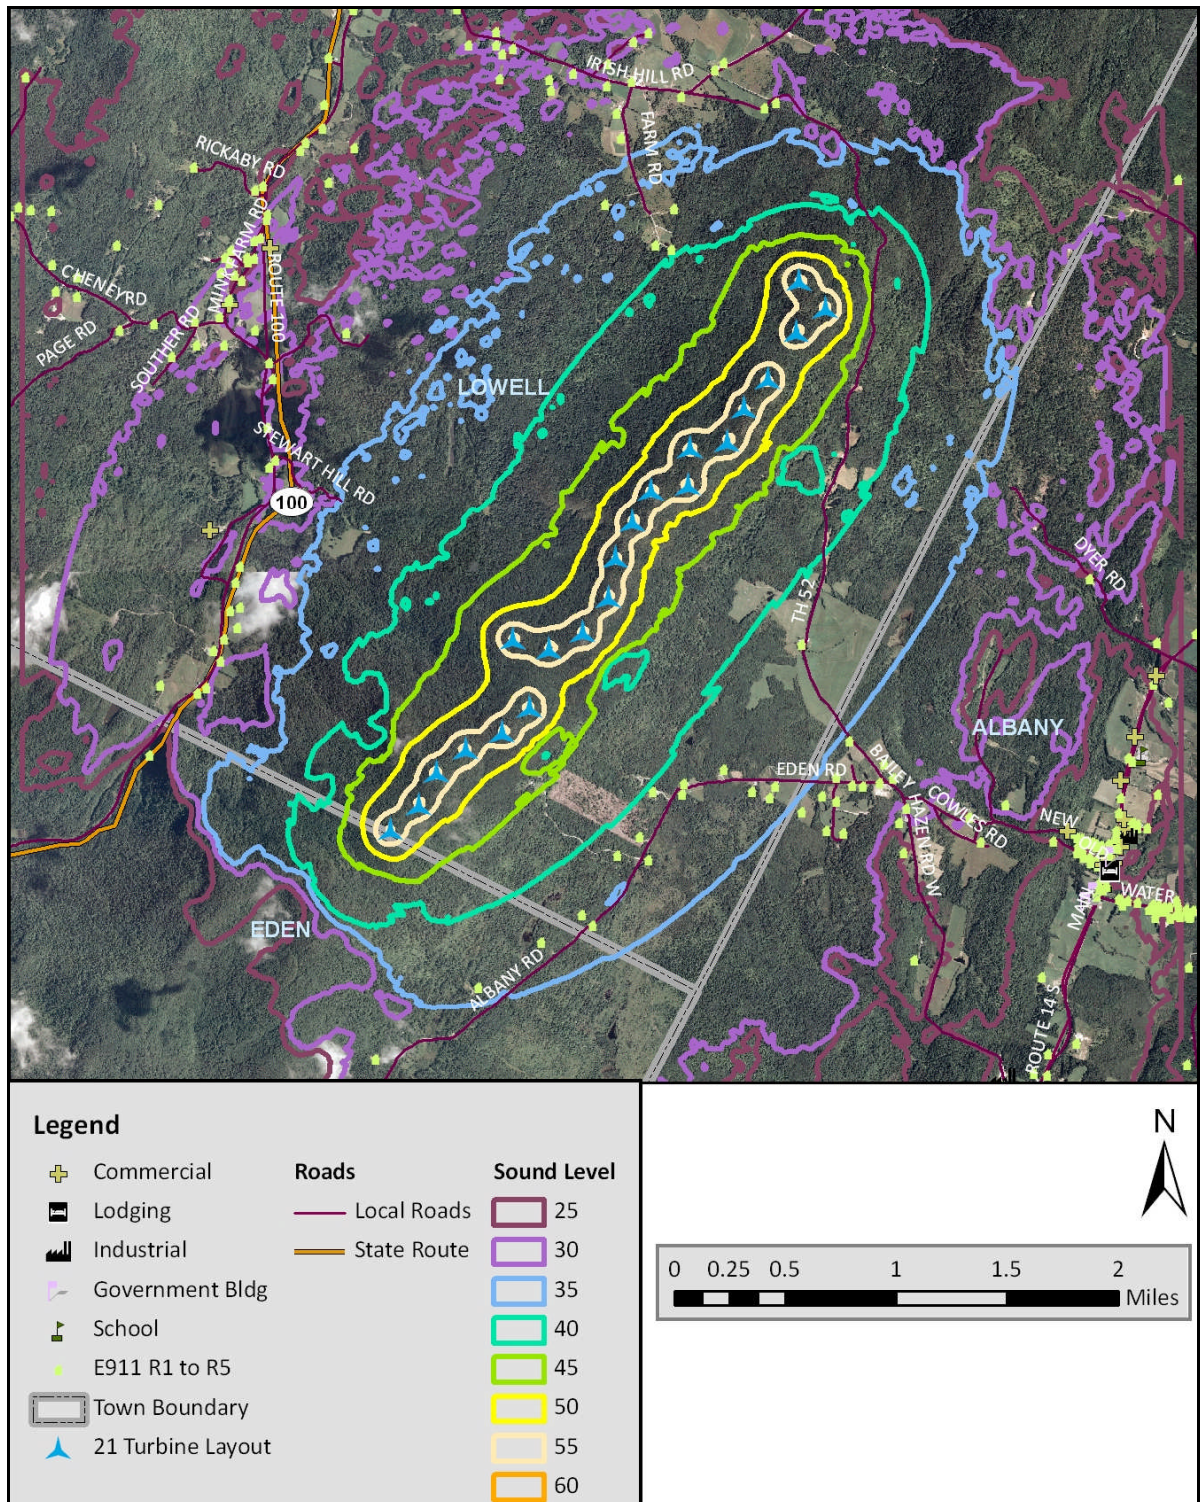 IRISH HILL RD
FARM RD
RICKABY RD
MINK FARM RD
ROUTE 100
CHENEYRD
PAGE RD
SOUTHER RD
LOWELL
STEWART HILL RD
100
DYER RD
TH 52
ALBANY
EDEN RD
BAILEY HAZEN RD W
COWLES RD
NEW
OLD
MAIN
WATER
EDEN
ALBANY RD
ROUTE 14 S
Legend
Commercial
Lodging
Industrial
Government Bldg
School
E911 R1 to R5
Town Boundary
21 Turbine Layout
Roads
Local Roads
State Route
Sound Level
25
30
35
40
45
50
55
60
N
0 0.25 0.5 1 1.5 2
Miles